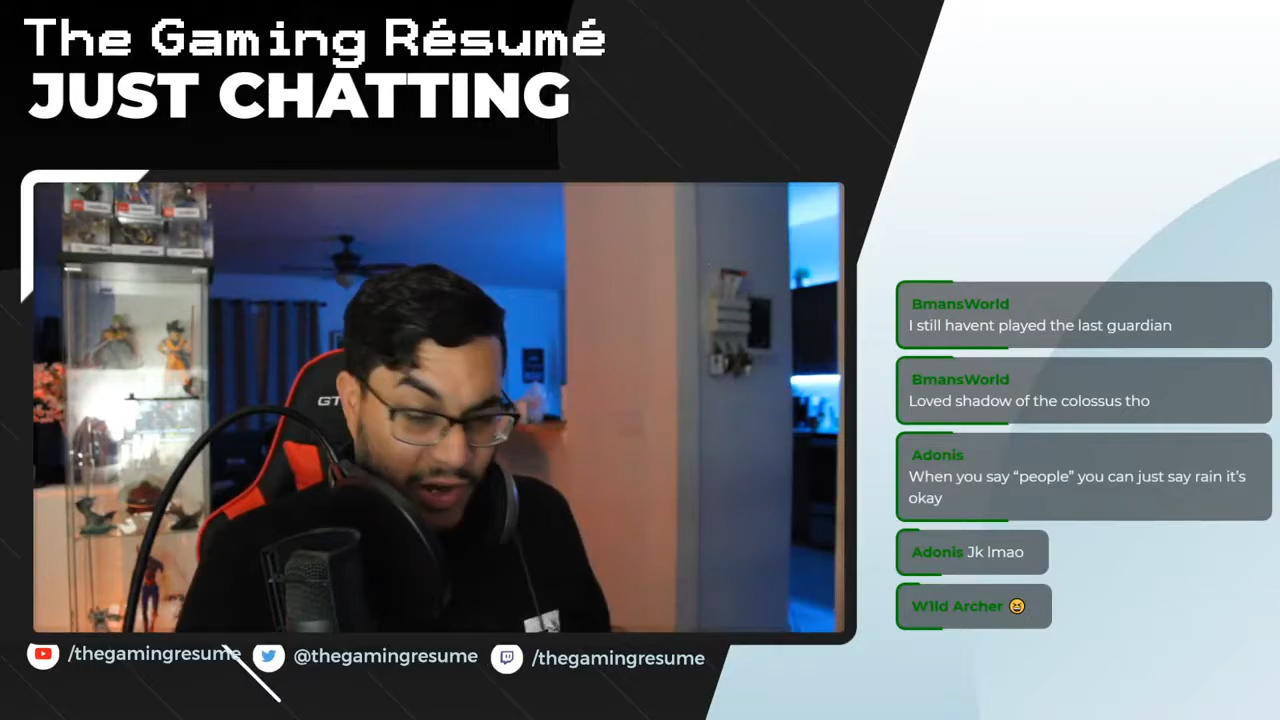 The Gaming Résumé
JUST CHATTING
GT
BmansWorld
I still havent played the last guardian
BmansWorld
Loved shadow of the colossus tho
Adonis
When you say “people” you can just say rain it’s
okay
Adonis Jk lmao
W1ld Archer
/thegamingresume
@thegamingresume
/thegamingresume